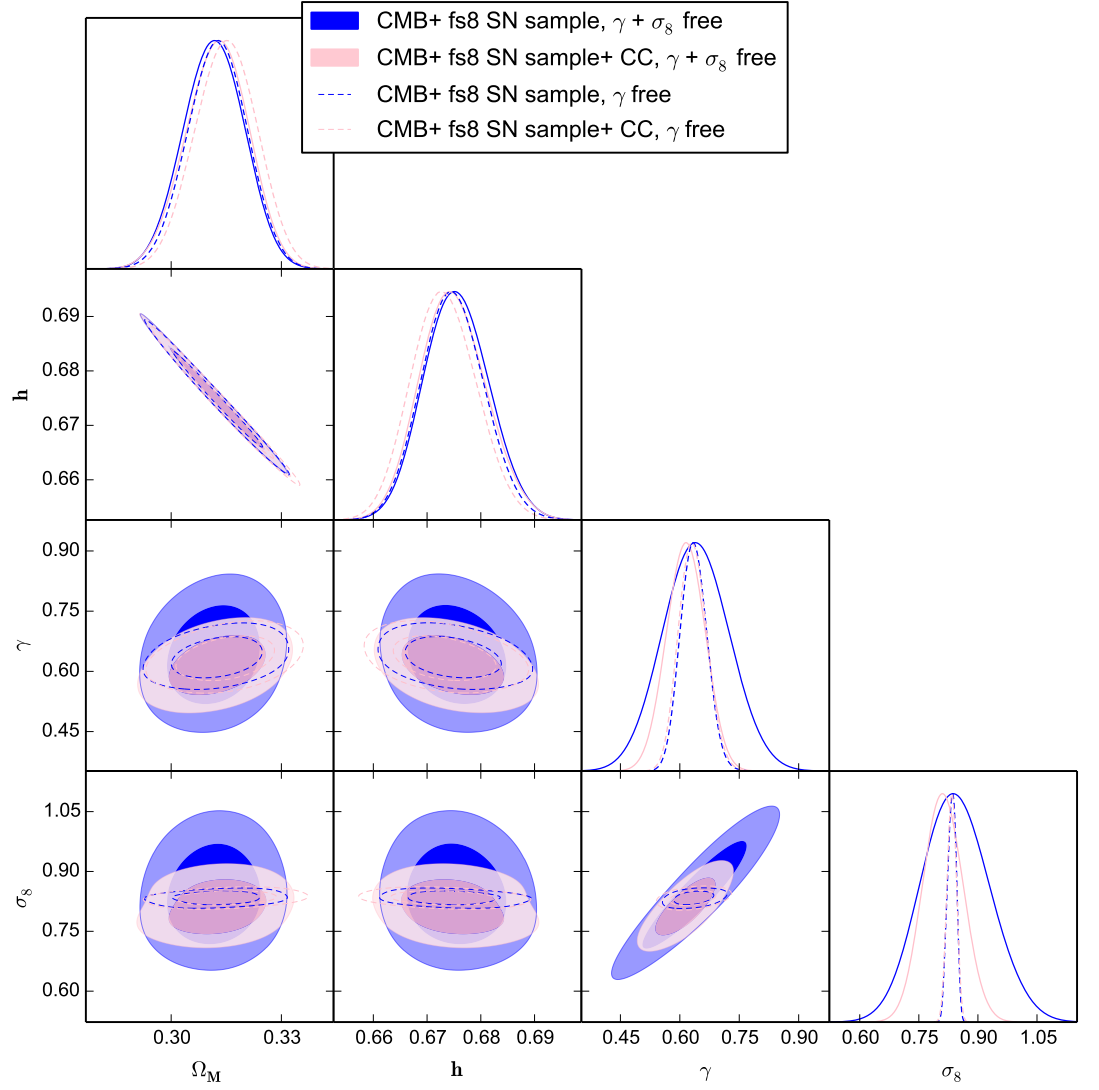 CMB+ fs8 SN sample, γ + σ₈ free
CMB+ fs8 SN sample+ CC, γ + σ₈ free
CMB+ fs8 SN sample, γ free
CMB+ fs8 SN sample+ CC, γ free
0.69
0.68
0.67
0.66
h
0.90
0.75
0.60
0.45
γ
1.05
0.90
0.75
0.60
σ₈
0.30 0.33
0.66 0.67 0.68 0.69
0.45 0.60 0.75 0.90
0.60 0.75 0.90 1.05
Ω_M
h
γ
σ₈